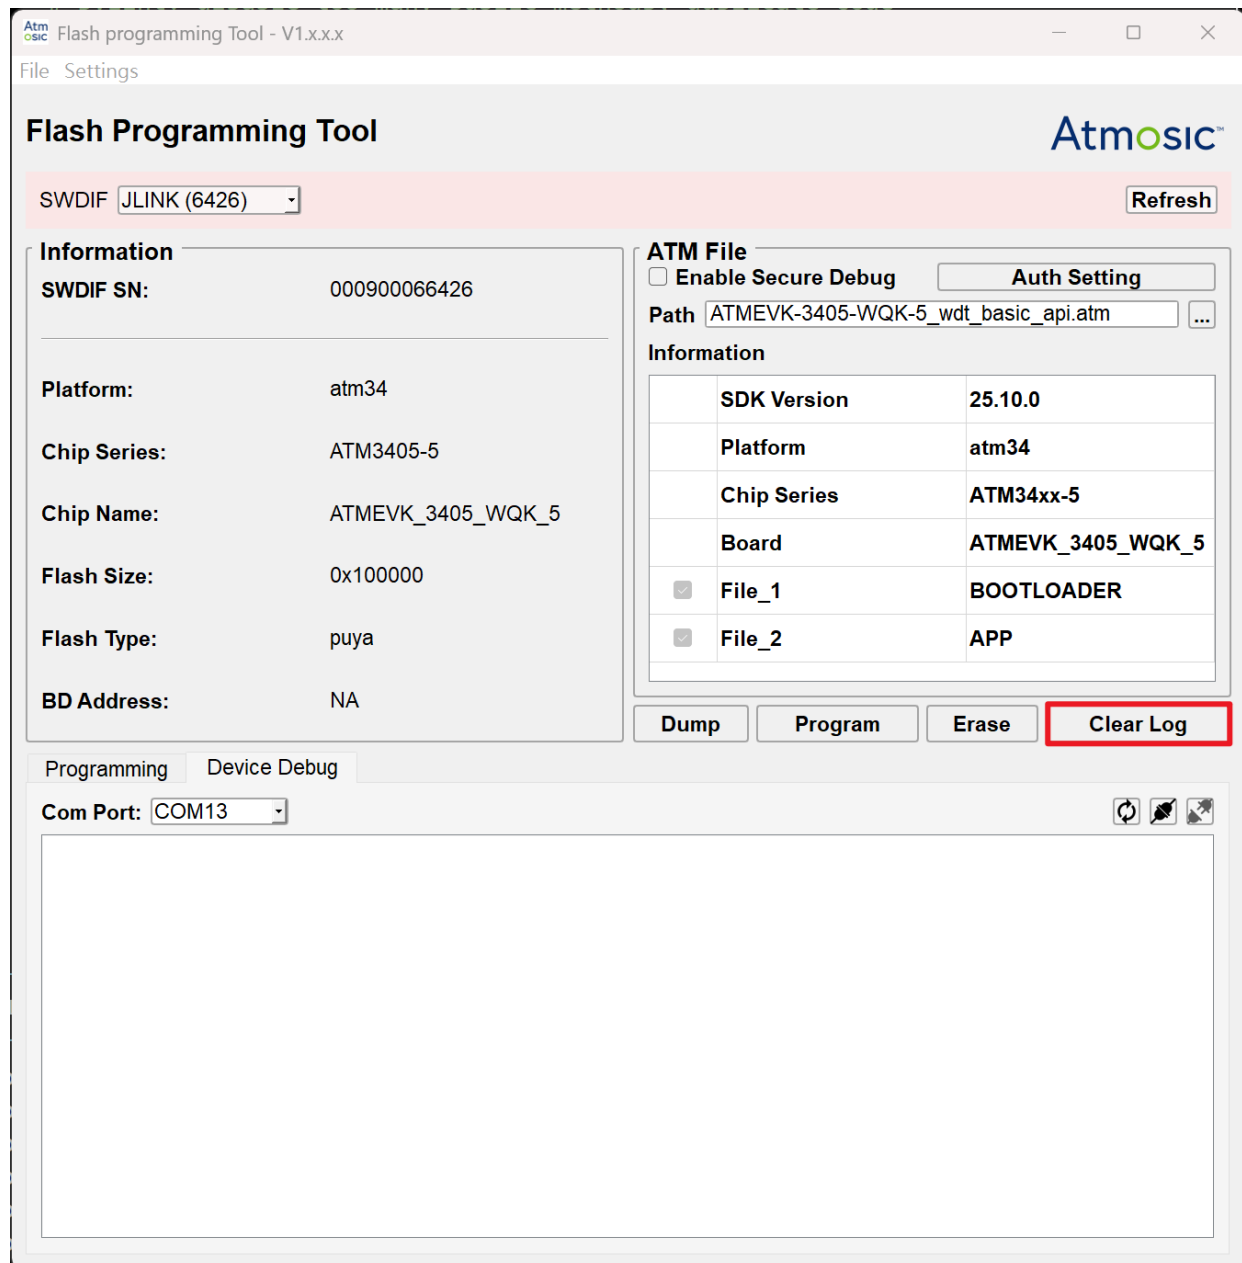 Atmosic Flash programming Tool - V1.x.x.x
File Settings
Flash Programming Tool
Atmosic™
SWDIF JLINK (6426)
Refresh
Information
SWDIF SN: 000900066426
Platform: atm34
Chip Series: ATM3405-5
Chip Name: ATMEVK_3405_WQK_5
Flash Size: 0x100000
Flash Type: puya
BD Address: NA
ATM File
Enable Secure Debug Auth Setting
Path ATMEVK-3405-WQK-5_wdt_basic_api.atm ...
Information
SDK Version 25.10.0
Platform atm34
Chip Series ATM34xx-5
Board ATMEVK_3405_WQK_5
File_1 BOOTLOADER
File_2 APP
Dump Program Erase Clear Log
Programming Device Debug
Com Port: COM13